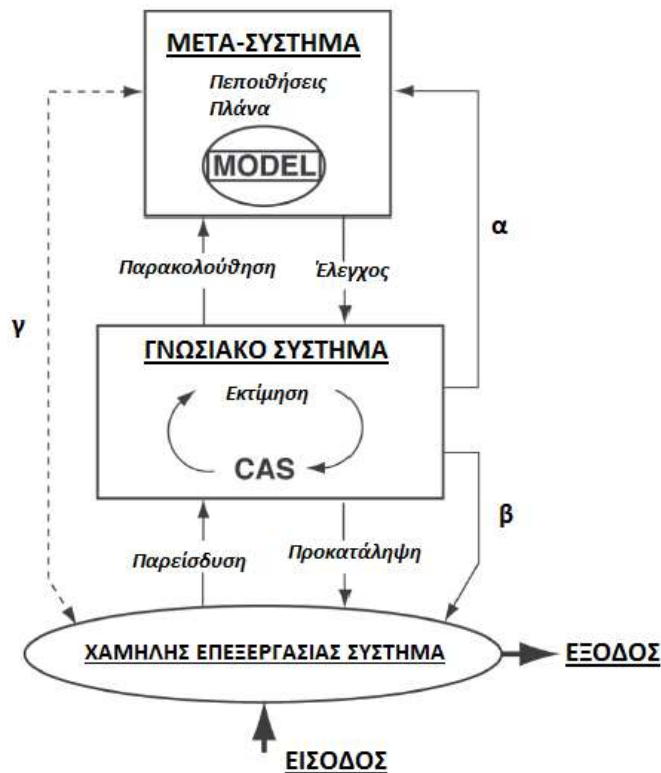 ΜΕΤΑ-ΣΥΣΤΗΜΑ
Πεποιθήσεις
Πλάνα
MODEL
α
Παρακολούθηση
Έλεγχος
γ
ΓΝΩΣΙΑΚΟ ΣΥΣΤΗΜΑ
Εκτίμηση
CAS
β
Παρείσδυση
Προκατάληψη
ΧΑΜΗΛΗΣ ΕΠΕΞΕΡΓΑΣΙΑΣ ΣΥΣΤΗΜΑ
ΕΞΟΔΟΣ
ΕΙΣΟΔΟΣ